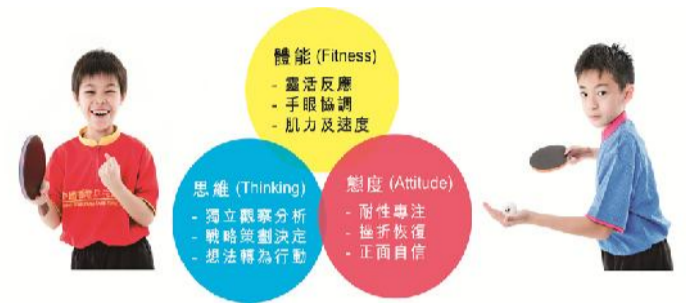 體能 (Fitness)
- 靈活反應
- 手眼協調
- 肌力及速度
思維 (Thinking)
- 獨立觀察分析
- 戰略策劃決定
- 想法轉為行動
態度 (Attitude)
- 耐性專注
- 挫折恢復
- 正面自信